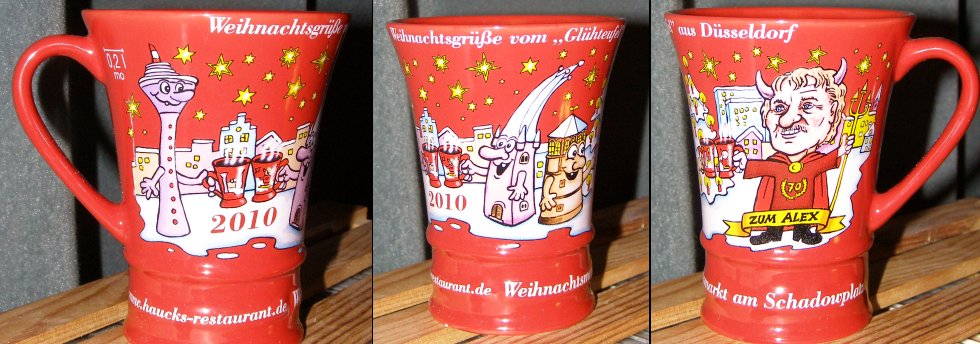 Weihnachtsgrüße
0,2 l
mo
2010
www.haucks-restaurant.de
Weihnachtsgrüße vom „Glühteufel
2010
restaurant.de Weihnachtsm
aus Düsseldorf
70
ZUM ALEX
markt am Schadowplatz